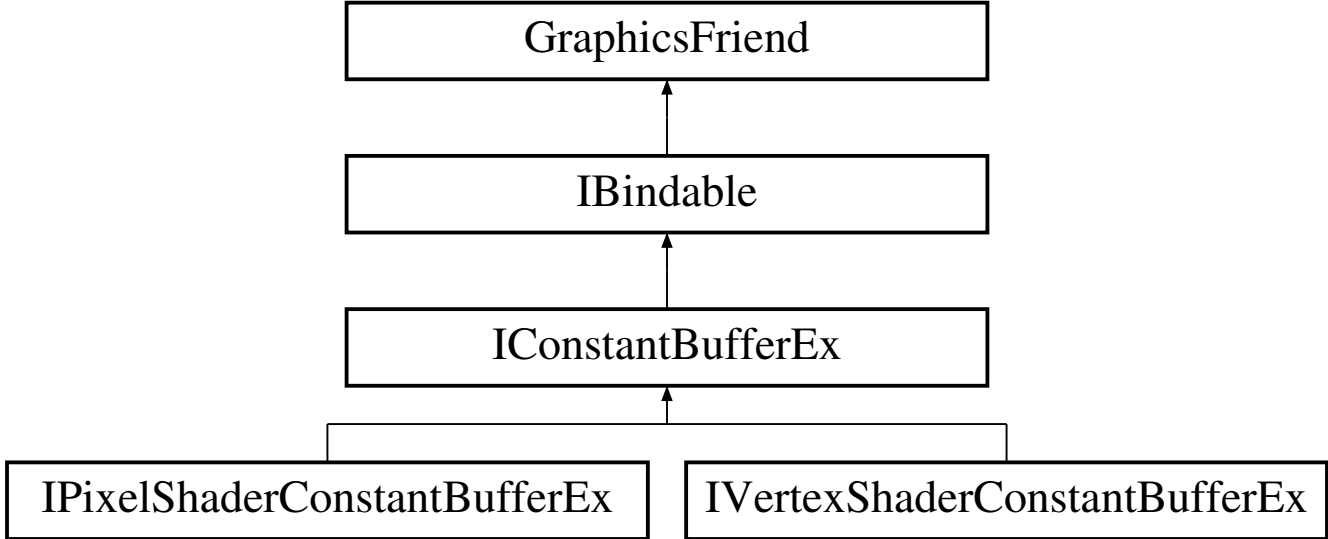 GraphicsFriend
IBindable
IConstantBufferEx
IPixelShaderConstantBufferEx
IVertexShaderConstantBufferEx